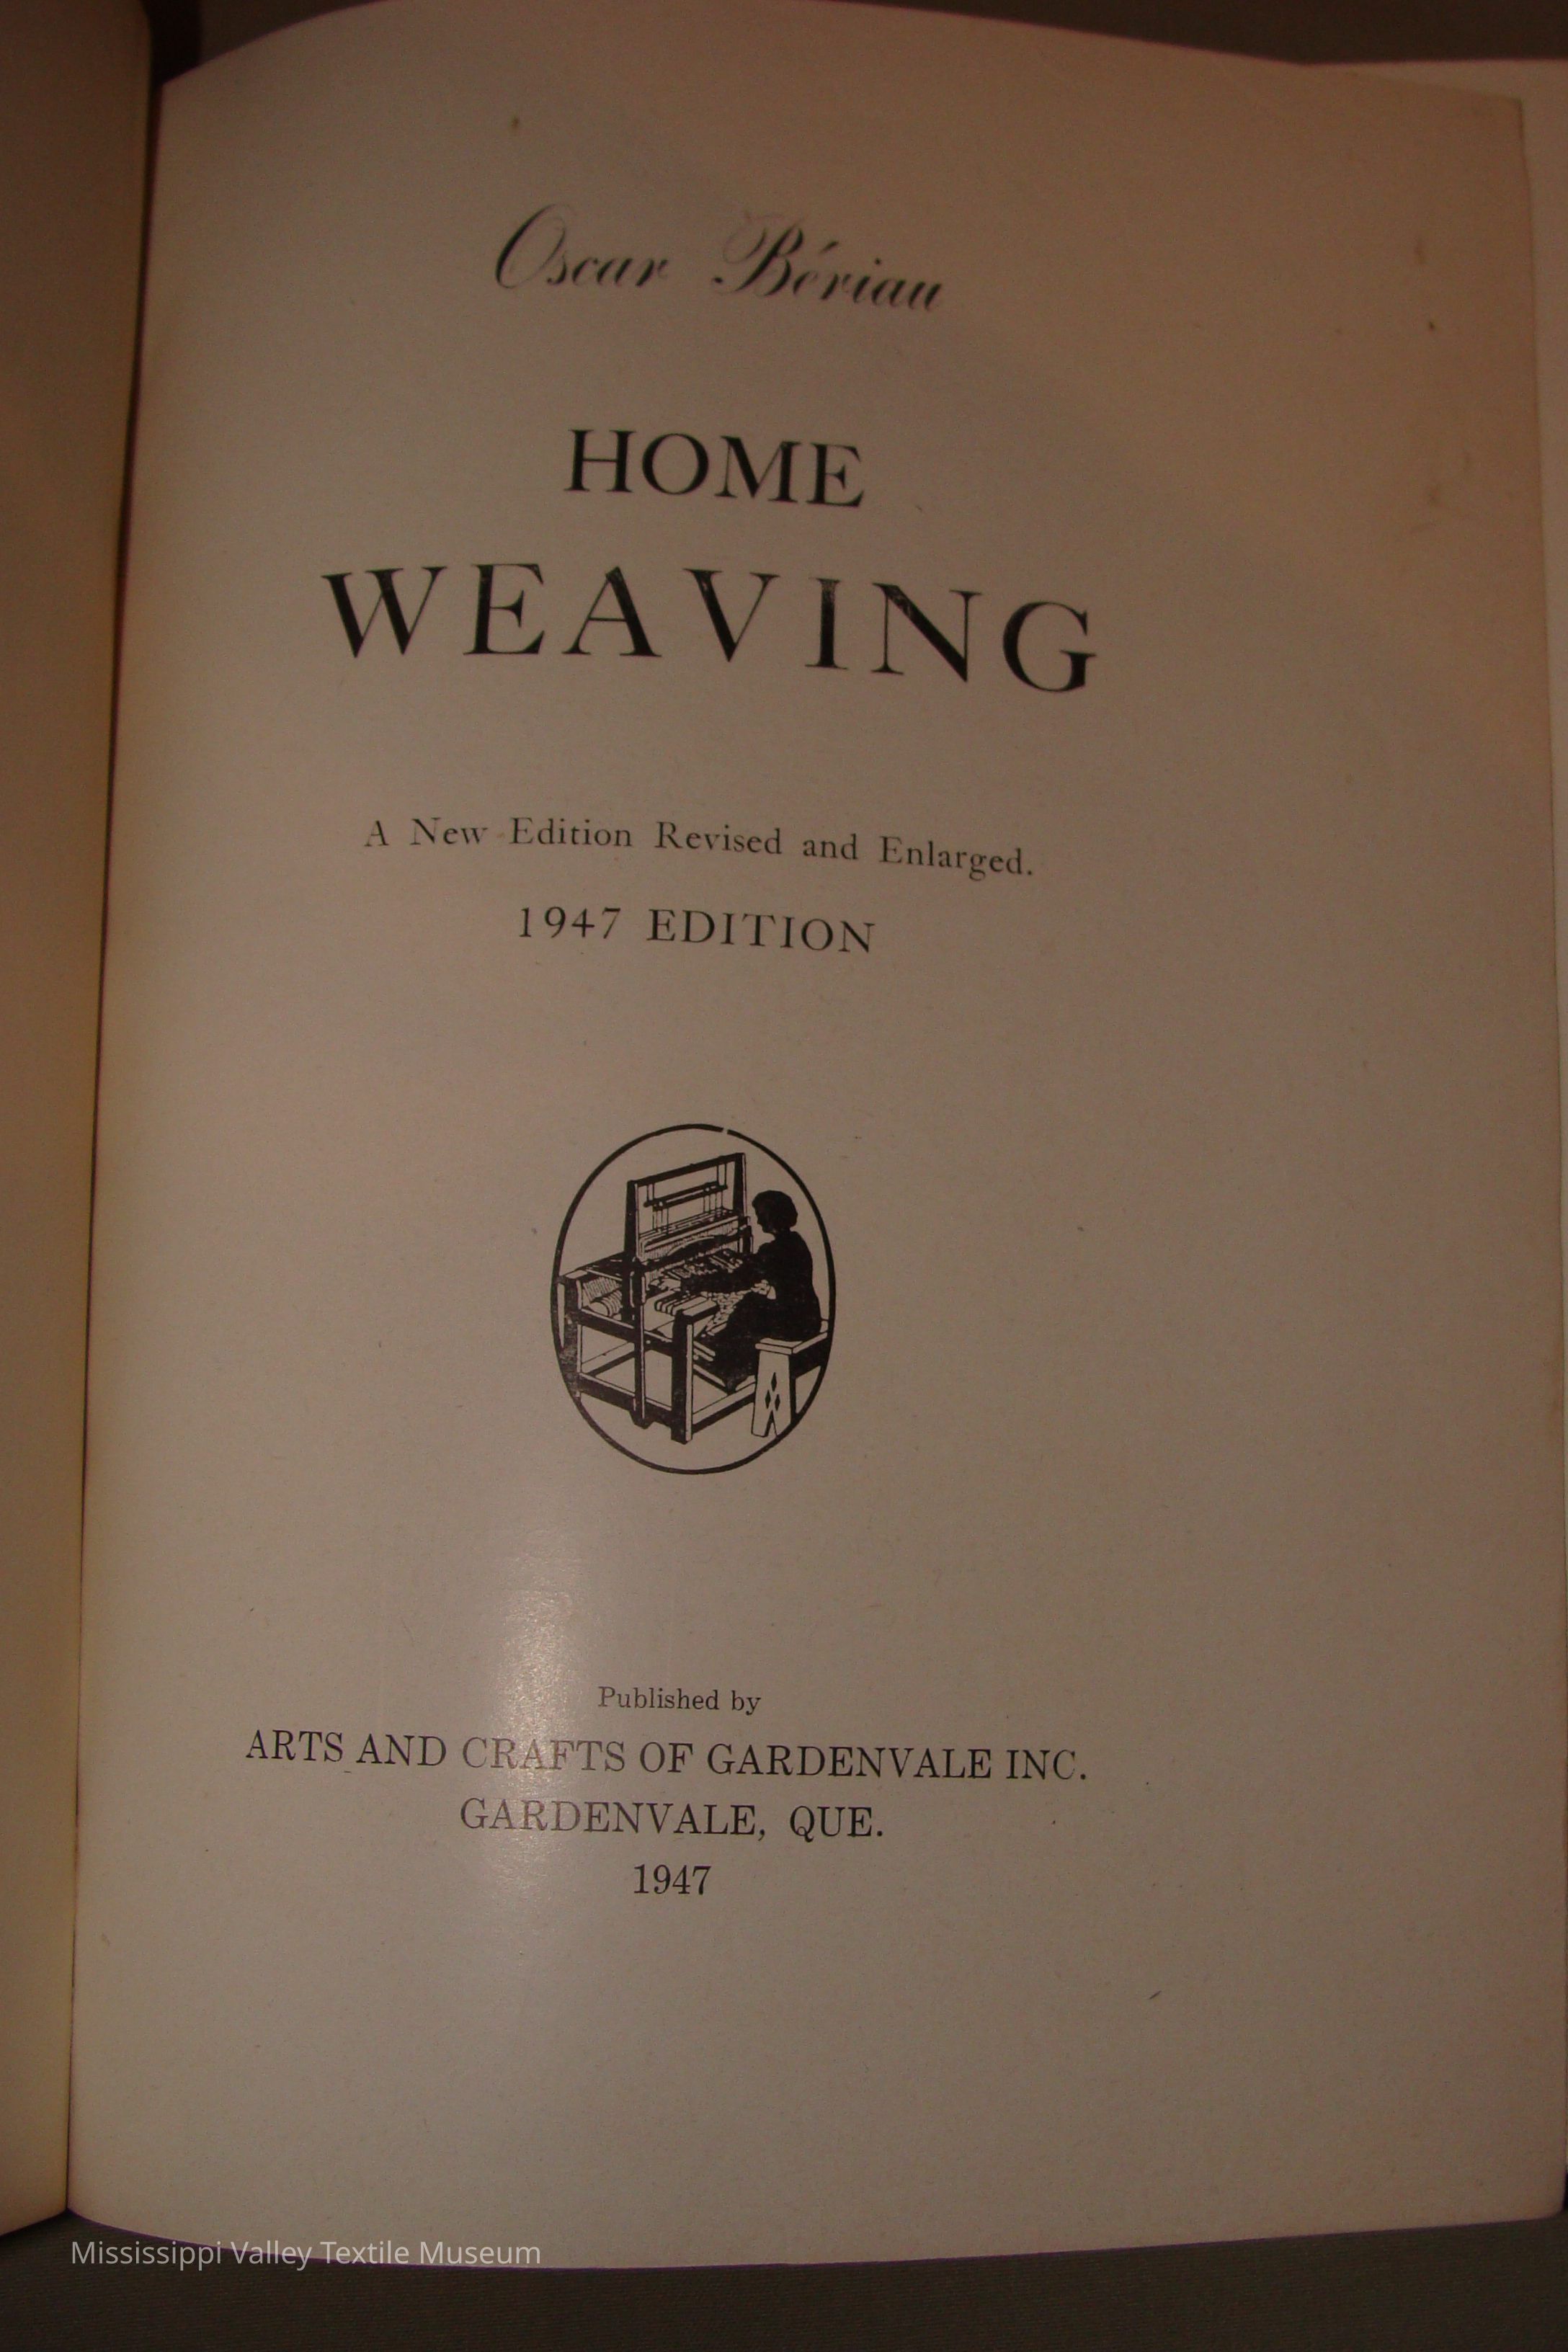 Oscar Bériau
HOME
WEAVING
A New Edition Revised and Enlarged.
1947 EDITION
Published by
ARTS AND CRAFTS OF GARDENVALE INC.
GARDENVALE, QUE.
1947
Mississippi Valley Textile Museum